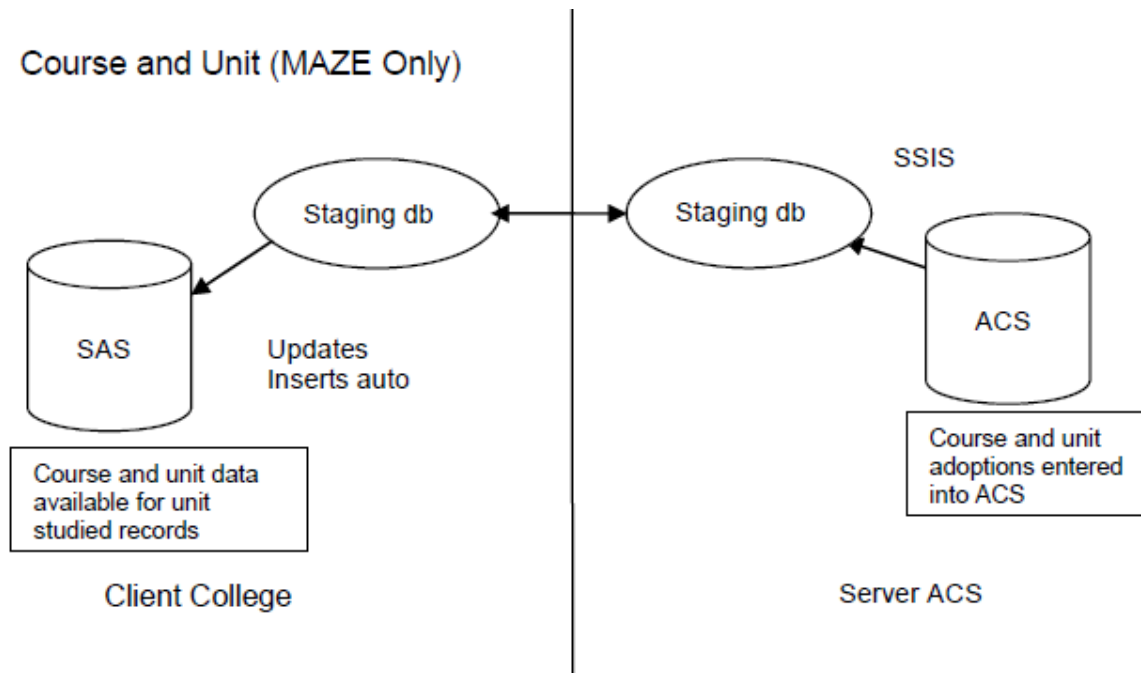 Course and Unit (MAZE Only)
SSIS
Staging db
Staging db
SAS
Updates
Inserts auto
ACS
Course and unit data
available for unit
studied records
Course and unit
adoptions entered
into ACS
Client College
Server ACS